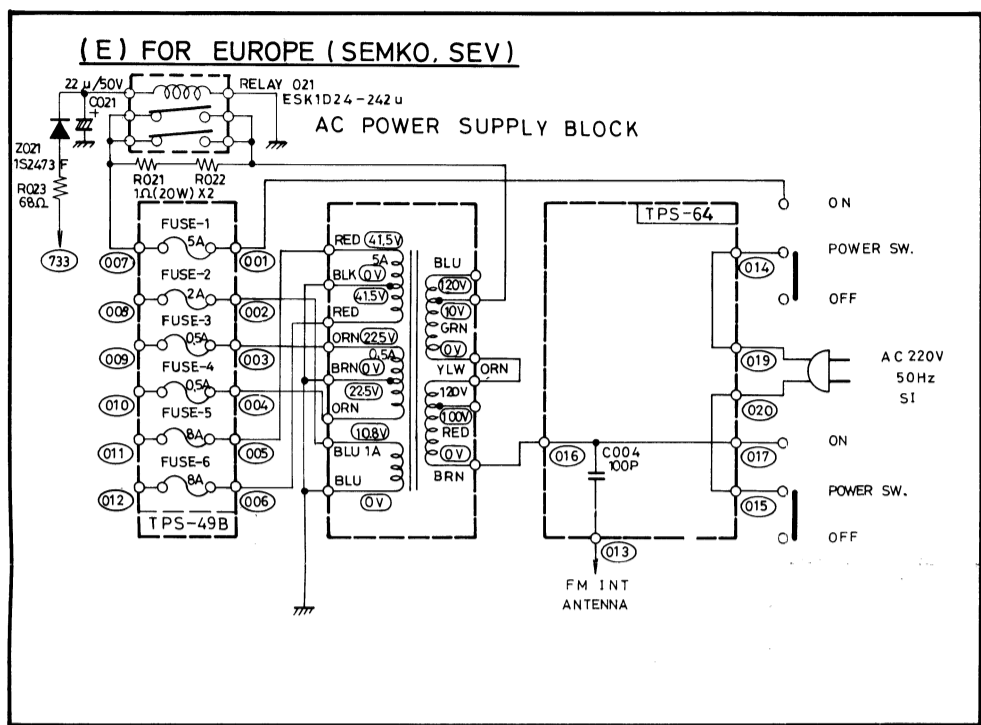 (E) FOR EUROPE (SEMKO, SEV)
22μ/50V
C021
+
RELAY 021
ESK1D24-242u
AC POWER SUPPLY BLOCK
Z021
1S2473 F
R023
68Ω
R021
R022
1Ω(20W)X2
733
FUSE-1
5A
007
001
FUSE-2
2A
008
002
FUSE-3
0.5A
009
003
FUSE-4
0.5A
010
004
FUSE-5
8A
011
005
FUSE-6
8A
012
006
TPS-49B
RED 41.5V
5A
BLK 0V
41.5V
RED
ORN 22.5V
0.5A
BRN 0V
22.5V
ORN
10.8V
BLU 1A
BLU
0V
BLU
120V
10V
GRN
0V
YLW
ORN
120V
100V
RED
0V
BRN
TPS-64
016
C004
100P
013
FM INT
ANTENNA
014
019
020
017
015
ON
POWER SW.
OFF
AC 220V
50Hz
SI
ON
POWER SW.
OFF